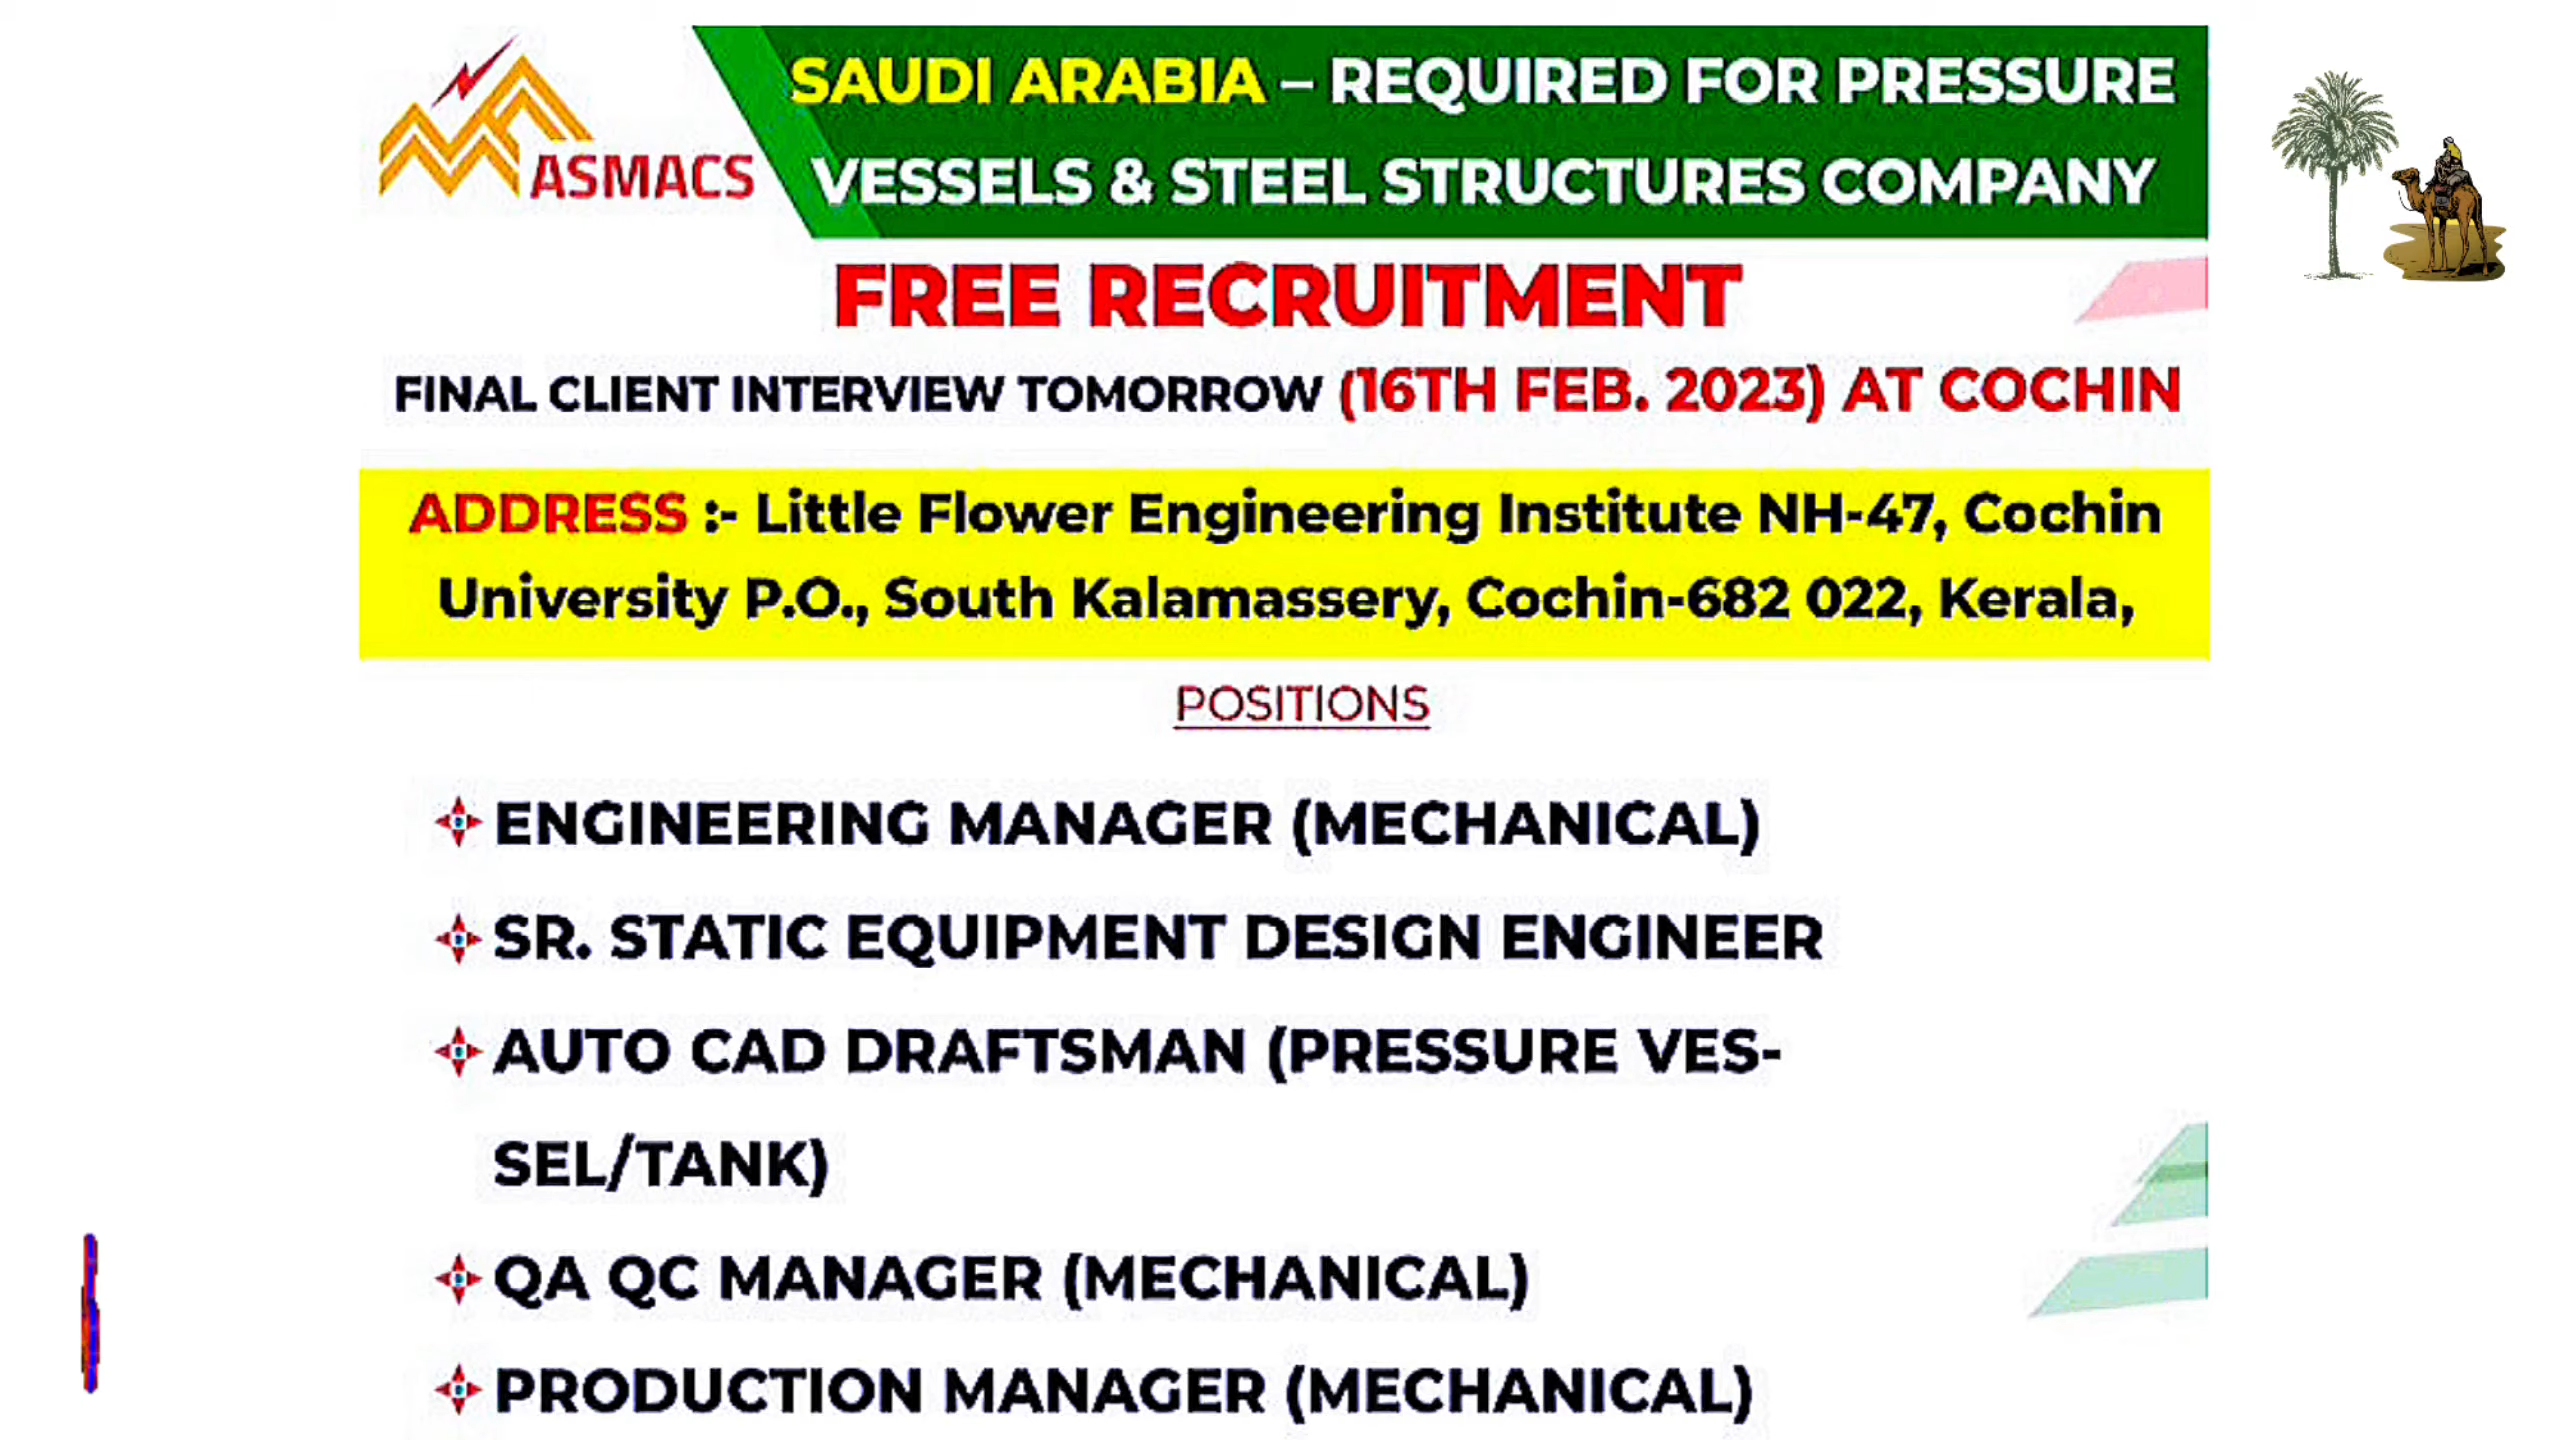 ASMACS
SAUDI ARABIA – REQUIRED FOR PRESSURE
VESSELS & STEEL STRUCTURES COMPANY
FREE RECRUITMENT
FINAL CLIENT INTERVIEW TOMORROW (16TH FEB. 2023) AT COCHIN
ADDRESS :- Little Flower Engineering Institute NH-47, Cochin
University P.O., South Kalamassery, Cochin-682 022, Kerala,
POSITIONS
ENGINEERING MANAGER (MECHANICAL)
SR. STATIC EQUIPMENT DESIGN ENGINEER
AUTO CAD DRAFTSMAN (PRESSURE VES-
SEL/TANK)
QA QC MANAGER (MECHANICAL)
PRODUCTION MANAGER (MECHANICAL)